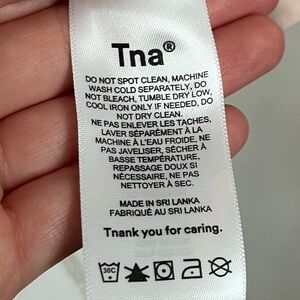 Tna®
DO NOT SPOT CLEAN, MACHINE
WASH COLD SEPARATELY, DO
NOT BLEACH, TUMBLE DRY LOW,
COOL IRON ONLY IF NEEDED, DO
NOT DRY CLEAN.
NE PAS ENLEVER LES TACHES,
LAVER SÉPARÉMENT À LA
MACHINE À L'EAU FROIDE, NE
PAS JAVELISER, SÉCHER À
BASSE TEMPÉRATURE,
REPASSAGE DOUX SI
NÉCESSAIRE, NE PAS
NETTOYER À SEC.
MADE IN SRI LANKA
FABRIQUÉ AU SRI LANKA
Tnank you for caring.
30C